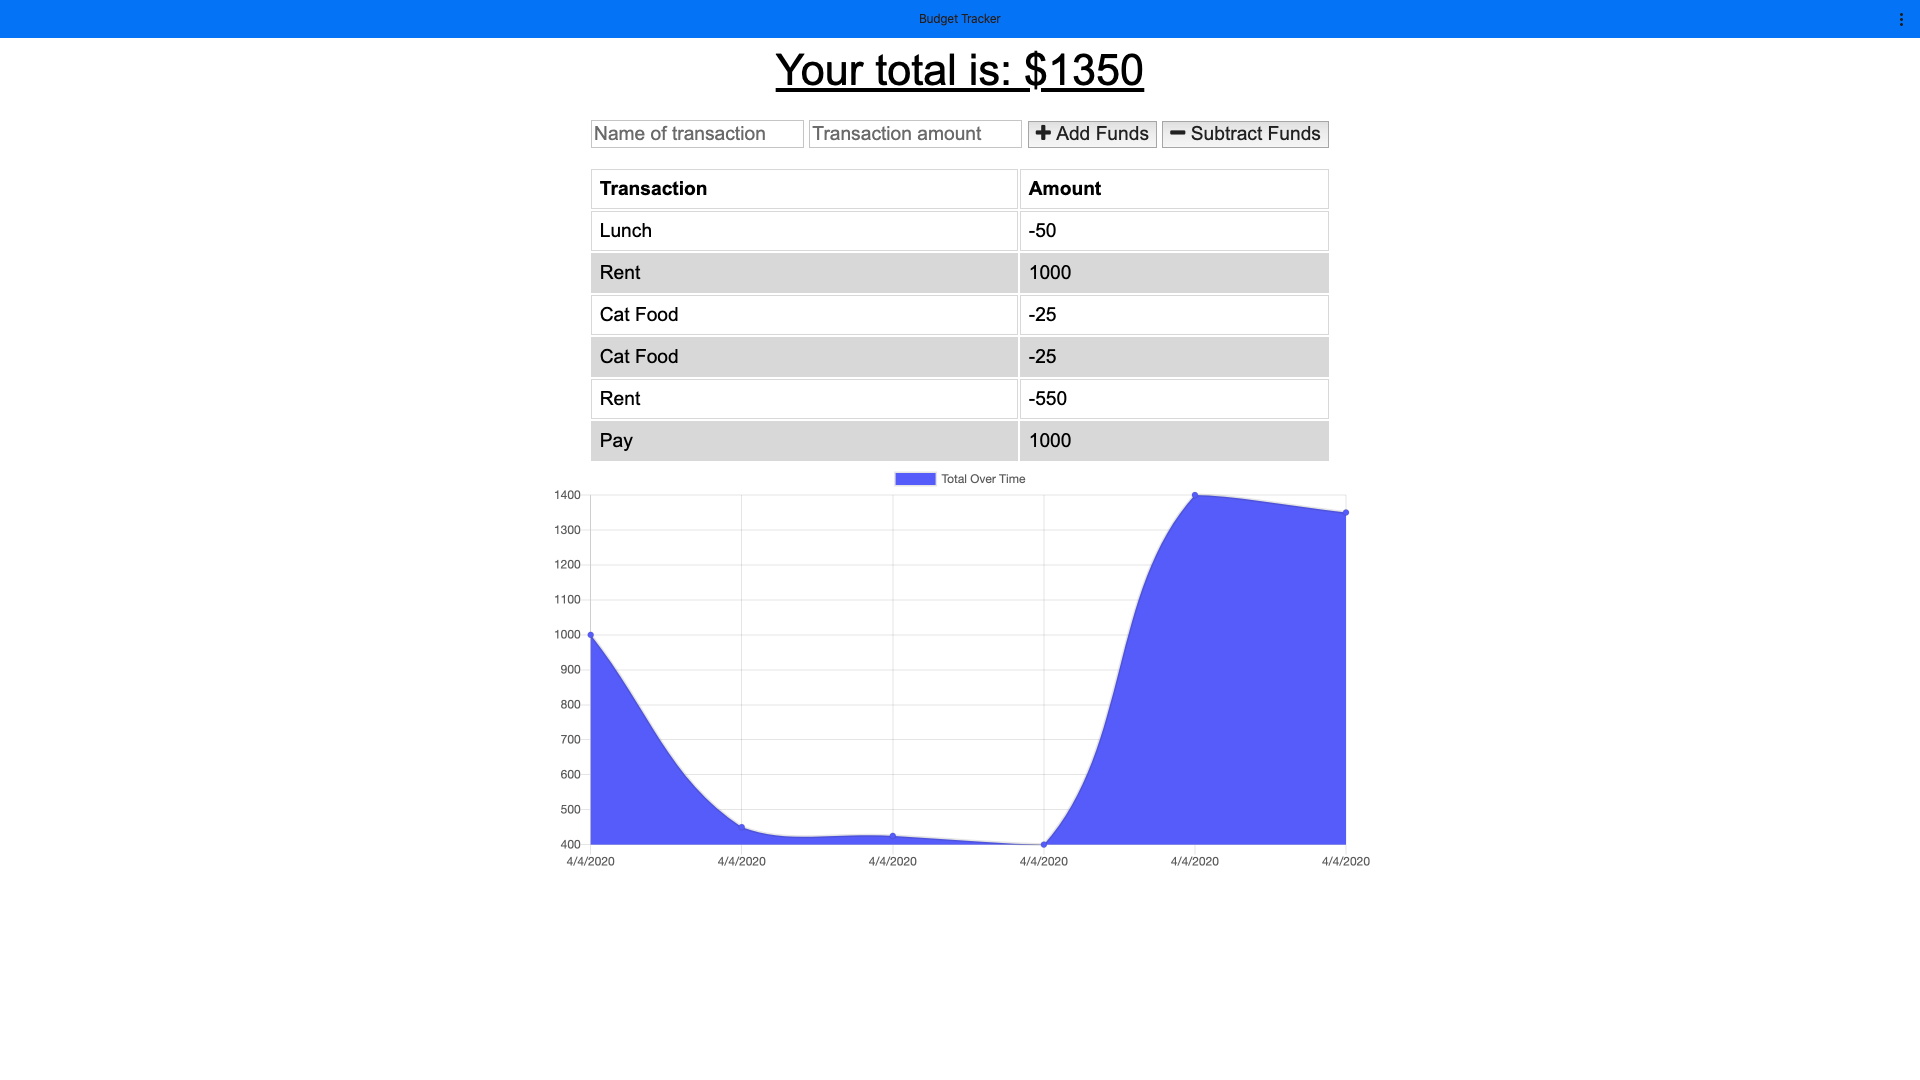 Budget Tracker
Your total is: $1350
Name of transaction Transaction amount Add Funds Subtract Funds
Transaction Amount
Lunch -50
Rent 1000
Cat Food -25
Cat Food -25
Rent -550
Pay 1000
Total Over Time
1400
1300
1200
1100
1000
900
800
700
600
500
400
4/4/2020 4/4/2020 4/4/2020 4/4/2020 4/4/2020 4/4/2020